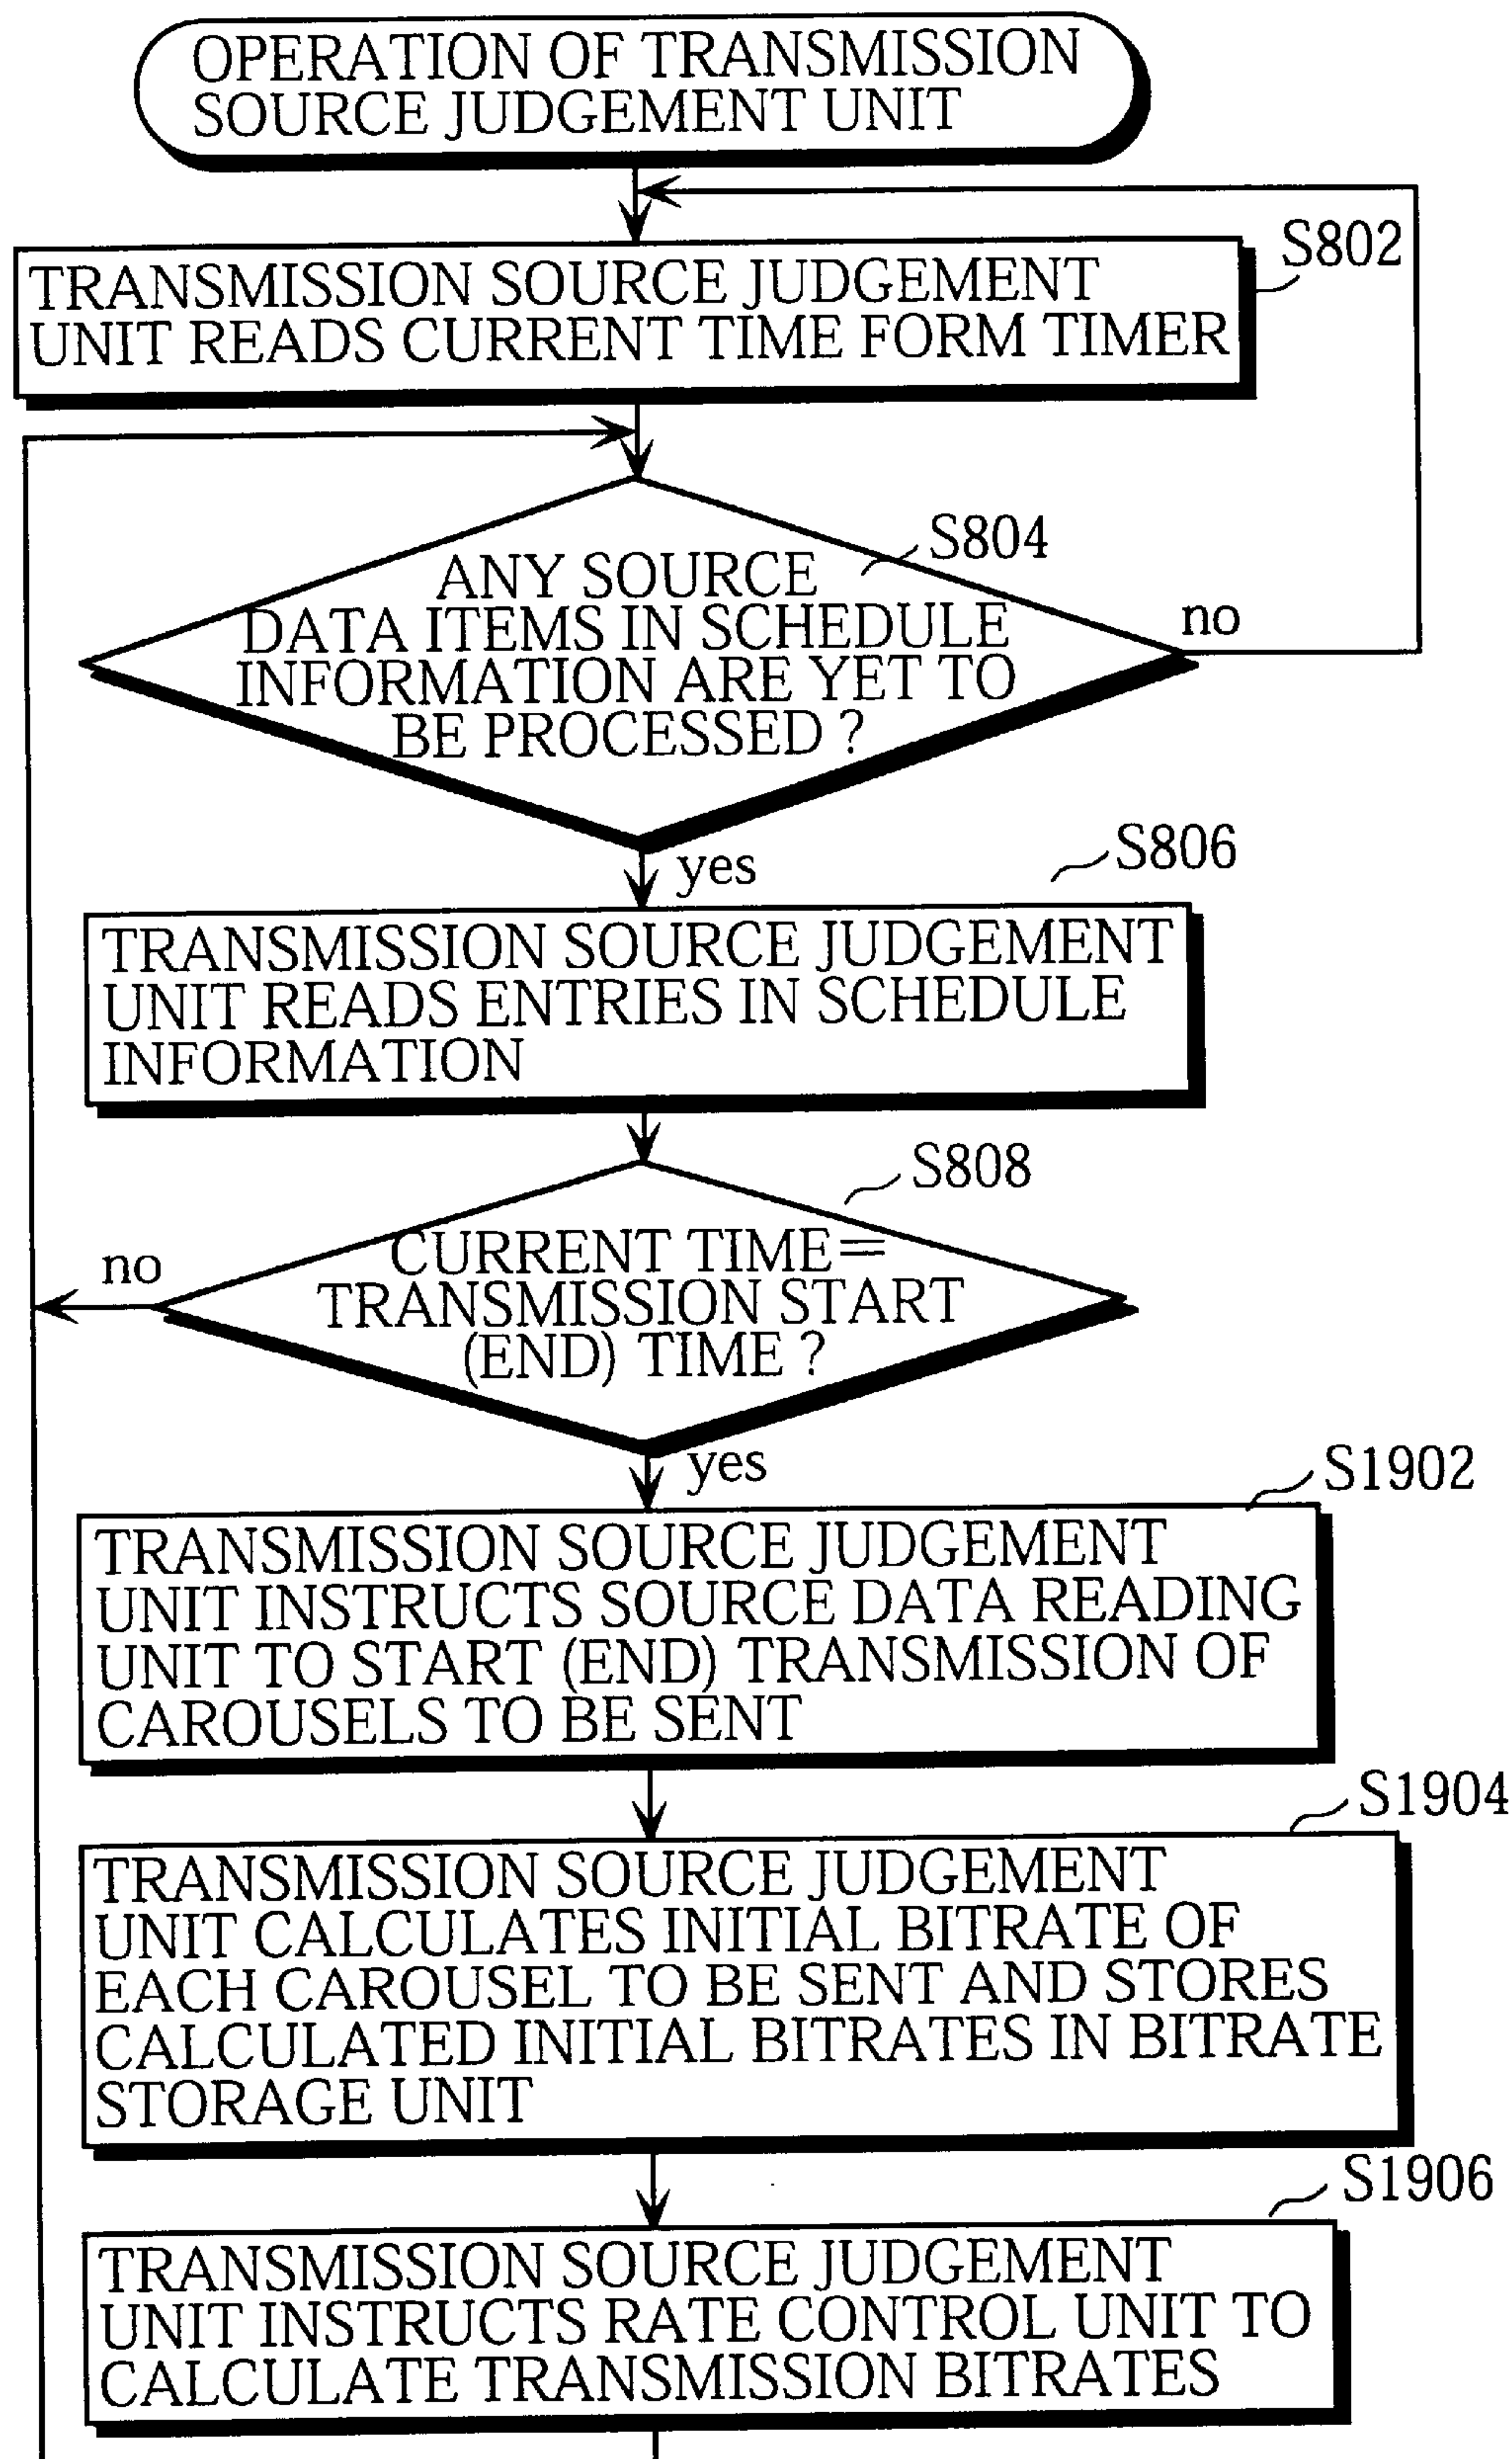 OPERATION OF TRANSMISSION
SOURCE JUDGEMENT UNIT
S802
TRANSMISSION SOURCE JUDGEMENT
UNIT READS CURRENT TIME FORM TIMER
S804
ANY SOURCE
DATA ITEMS IN SCHEDULE
INFORMATION ARE YET TO
BE PROCESSED ?
no
yes
S806
TRANSMISSION SOURCE JUDGEMENT
UNIT READS ENTRIES IN SCHEDULE
INFORMATION
S808
CURRENT TIME=
TRANSMISSION START
(END) TIME ?
no
yes
S1902
TRANSMISSION SOURCE JUDGEMENT
UNIT INSTRUCTS SOURCE DATA READING
UNIT TO START (END) TRANSMISSION OF
CAROUSELS TO BE SENT
S1904
TRANSMISSION SOURCE JUDGEMENT
UNIT CALCULATES INITIAL BITRATE OF
EACH CAROUSEL TO BE SENT AND STORES
CALCULATED INITIAL BITRATES IN BITRATE
STORAGE UNIT
S1906
TRANSMISSION SOURCE JUDGEMENT
UNIT INSTRUCTS RATE CONTROL UNIT TO
CALCULATE TRANSMISSION BITRATES